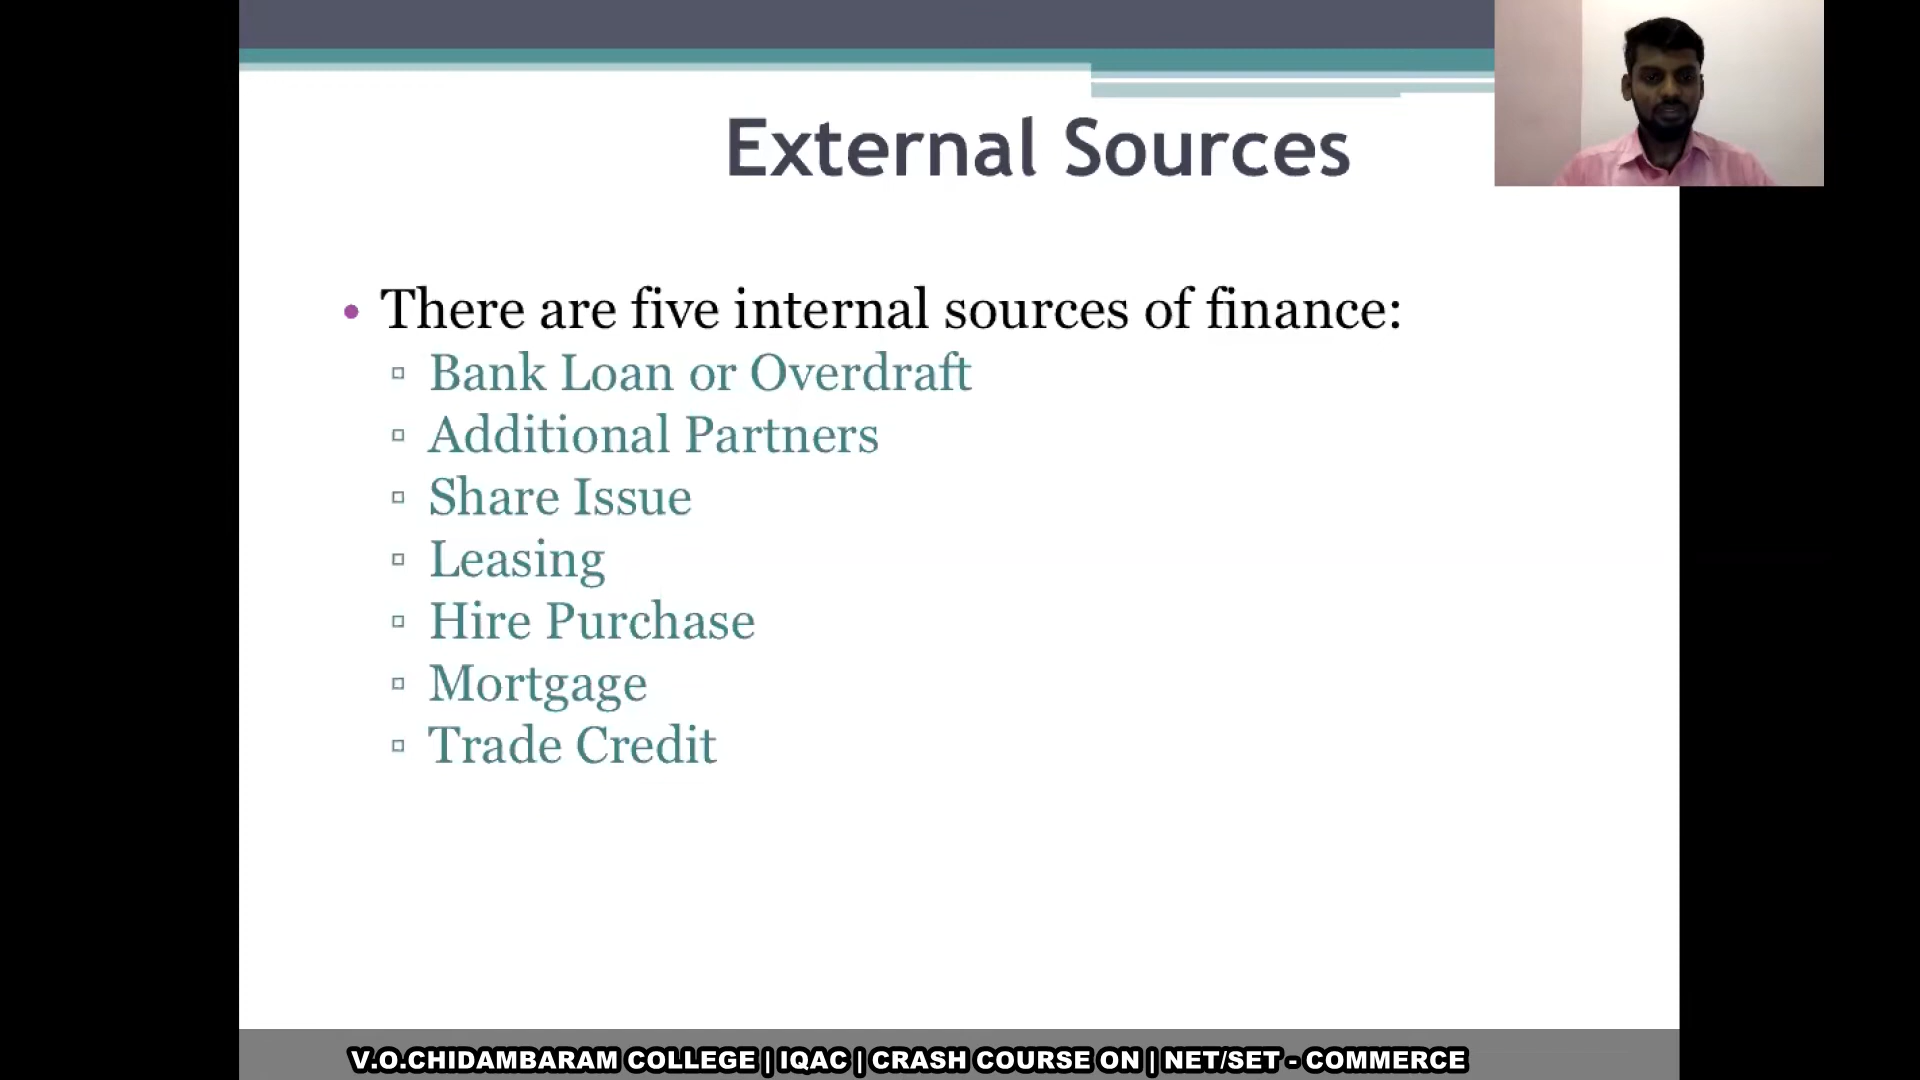 External Sources
• There are five internal sources of finance:
▫ Bank Loan or Overdraft
▫ Additional Partners
▫ Share Issue
▫ Leasing
▫ Hire Purchase
▫ Mortgage
▫ Trade Credit
V.O.CHIDAMBARAM COLLEGE | IQAC | CRASH COURSE ON | NET/SET - COMMERCE